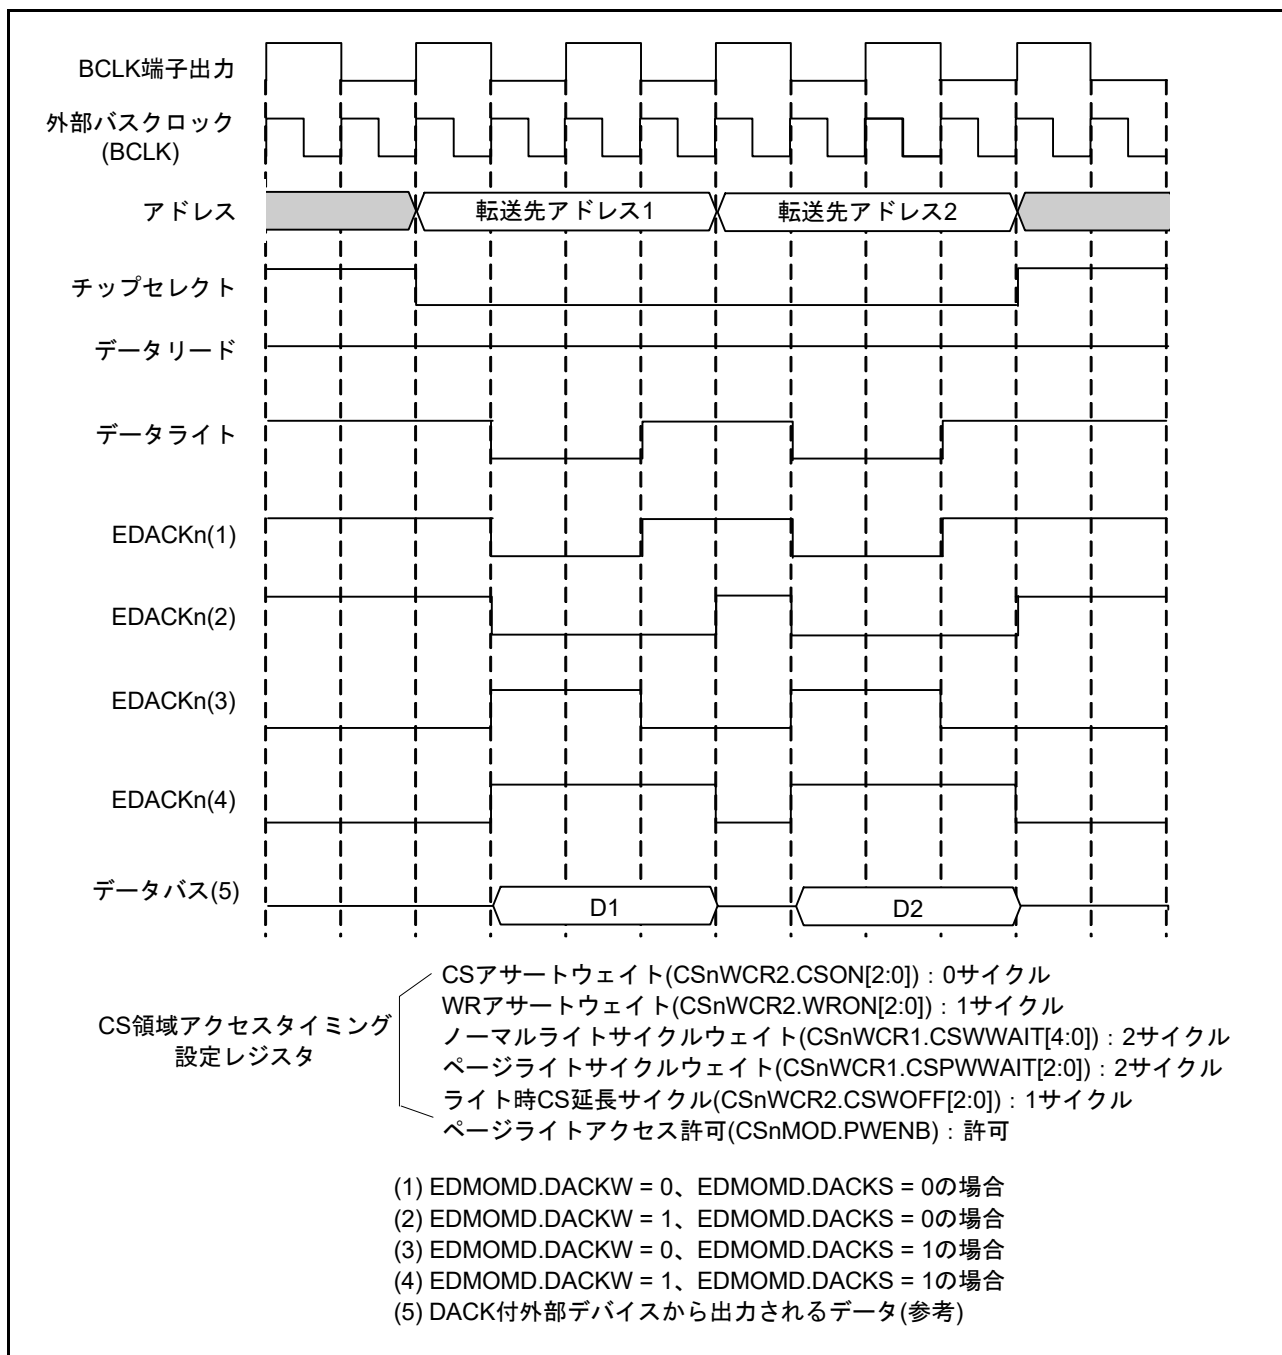 BCLK端子出力
外部バスクロック
(BCLK)
アドレス
転送先アドレス1
転送先アドレス2
チップセレクト
データリード
データライト
EDACKn(1)
EDACKn(2)
EDACKn(3)
EDACKn(4)
データバス(5)
D1
D2
CS領域アクセスタイミング
設定レジスタ
CSアサートウェイト(CSnWCR2.CSON[2:0])：0サイクル
WRアサートウェイト(CSnWCR2.WRON[2:0])：1サイクル
ノーマルライトサイクルウェイト(CSnWCR1.CSWWAIT[4:0])：2サイクル
ページライトサイクルウェイト(CSnWCR1.CSPWWAIT[2:0])：2サイクル
ライト時CS延長サイクル(CSnWCR2.CSWOFF[2:0])：1サイクル
ページライトアクセス許可(CSnMOD.PWENB)：許可
(1) EDMOMD.DACKW = 0、EDMOMD.DACKS = 0の場合
(2) EDMOMD.DACKW = 1、EDMOMD.DACKS = 0の場合
(3) EDMOMD.DACKW = 0、EDMOMD.DACKS = 1の場合
(4) EDMOMD.DACKW = 1、EDMOMD.DACKS = 1の場合
(5) DACK付外部デバイスから出力されるデータ(参考)